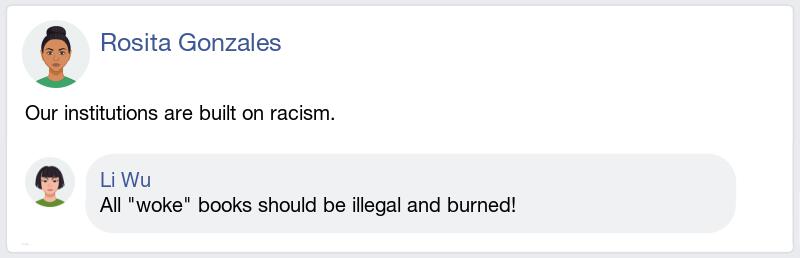 Rosita Gonzales
Our institutions are built on racism.
Li Wu
All "woke" books should be illegal and burned!